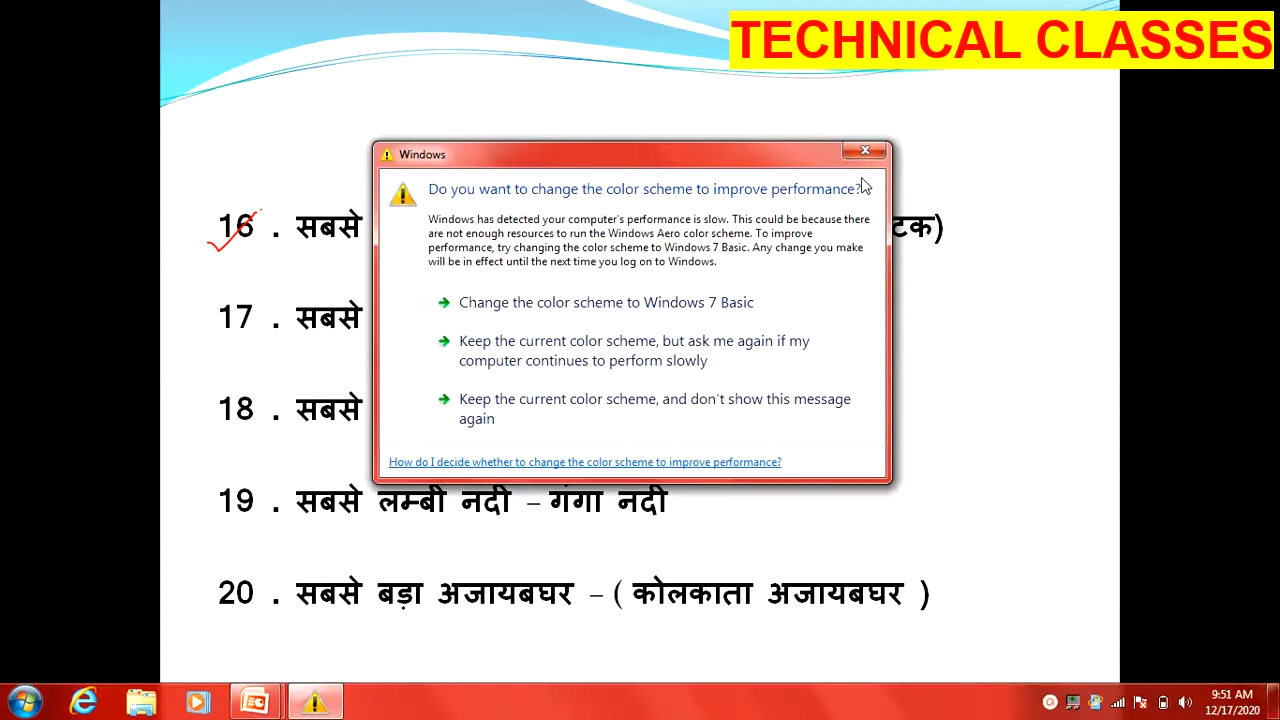 TECHNICAL CLASSES
Windows
Do you want to change the color scheme to improve performance?
Windows has detected your computer's performance is slow. This could be because there
are not enough resources to run the Windows Aero color scheme. To improve
performance, try changing the color scheme to Windows 7 Basic. Any change you make
will be in effect until the next time you log on to Windows.
Change the color scheme to Windows 7 Basic
Keep the current color scheme, but ask me again if my
computer continues to perform slowly
Keep the current color scheme, and don't show this message
again
How do I decide whether to change the color scheme to improve performance?
16 . सबसे टक)
17 . सबसे
18 . सबसे
19 . सबसे लम्बी नदी – गंगा नदी
20 . सबसे बड़ा अजायबघर – ( कोलकाता अजायबघर )
9:51 AM
12/17/2020